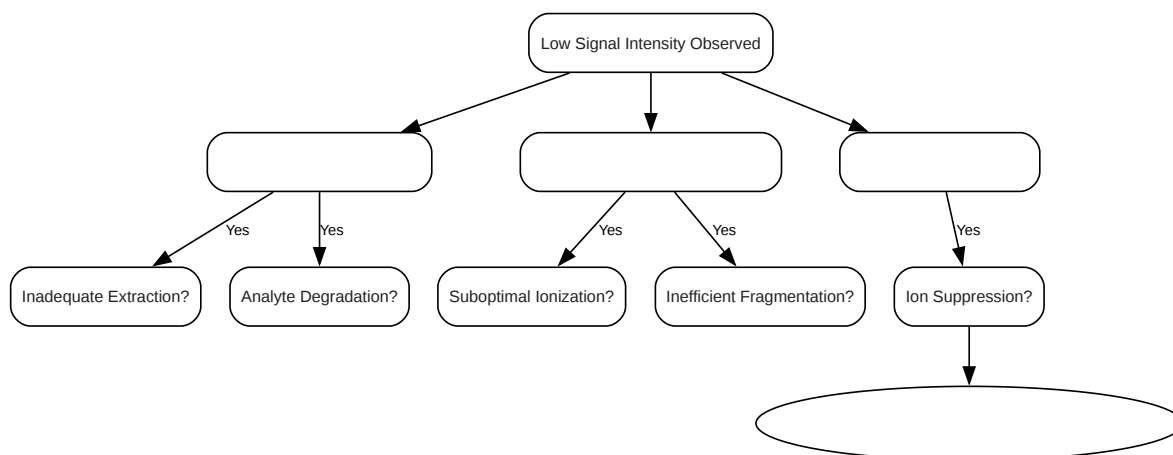 Low Signal Intensity Observed
Yes
Yes
Yes
Yes
Yes
Inadequate Extraction?
Analyte Degradation?
Suboptimal Ionization?
Inefficient Fragmentation?
Ion Suppression?